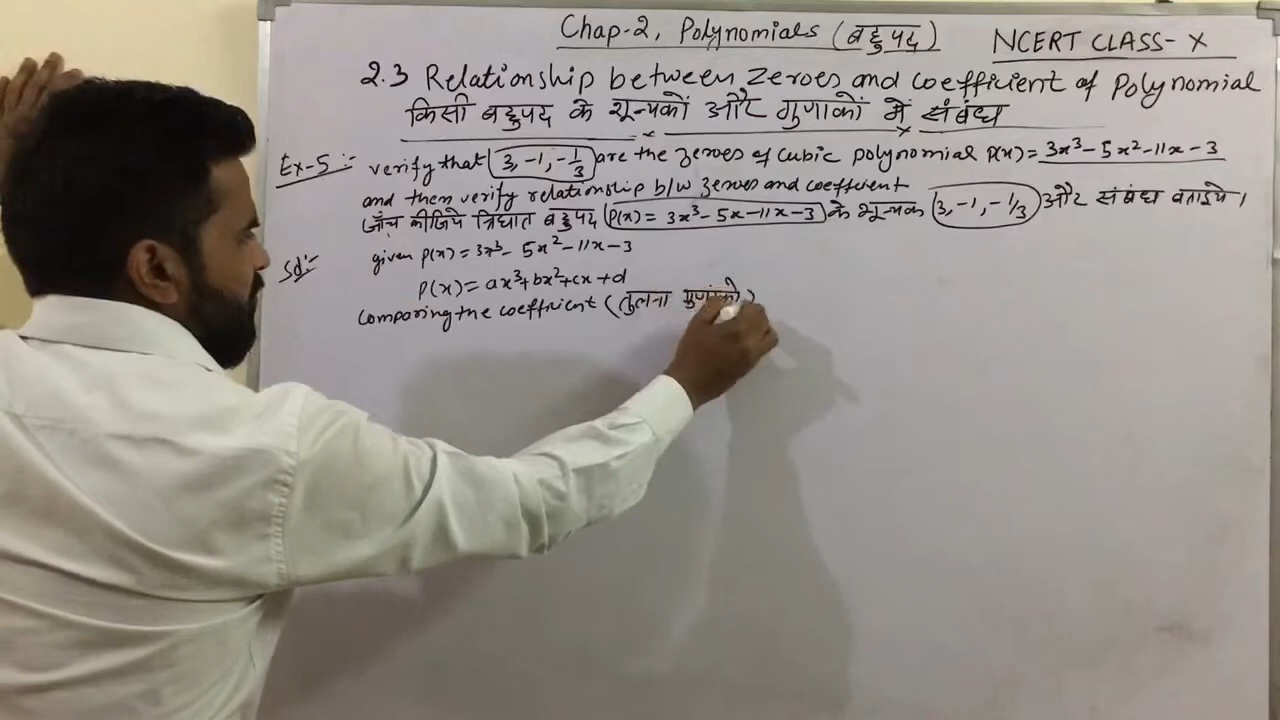 Chap-2, Polynomials (बहुपद) NCERT CLASS- X
2.3 Relationship between Zeroes and coefficient of Polynomial
किसी बहुपद के शून्यकों और गुणाकों में संबंध
Ex-5:- verify that (3, -1, -1/3) are the zeroes of cubic polynomial P(x) = 3x³ - 5x² - 11x - 3
and then verify relationship b/w zeroes and coefficient
जाँच कीजिये त्रिघात बहुपद P(x) = 3x³ - 5x - 11x - 3 के शून्यक (3, -1, -1/3) और संबंध बताइये।
Sol:- given P(x) = 3x³ - 5x² - 11x - 3
P(x) = ax³ + bx² + cx + d
comparing the coefficient (तुलना गुणांको)